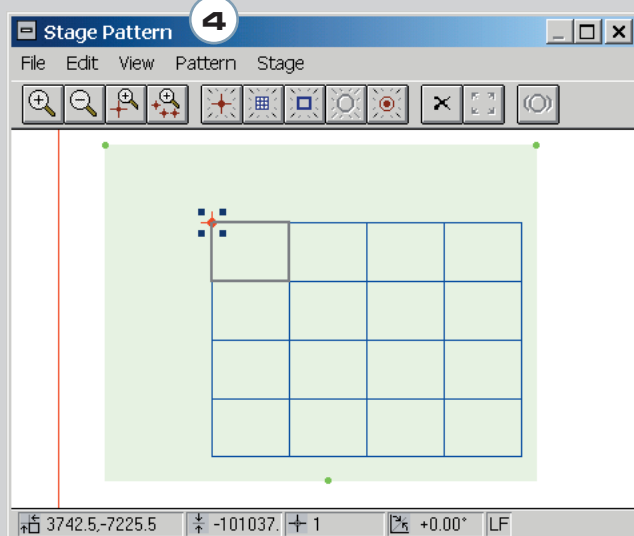 4
Stage Pattern
File Edit View Pattern Stage
3742.5,-7225.5 -101037. 1 +0.00° LF